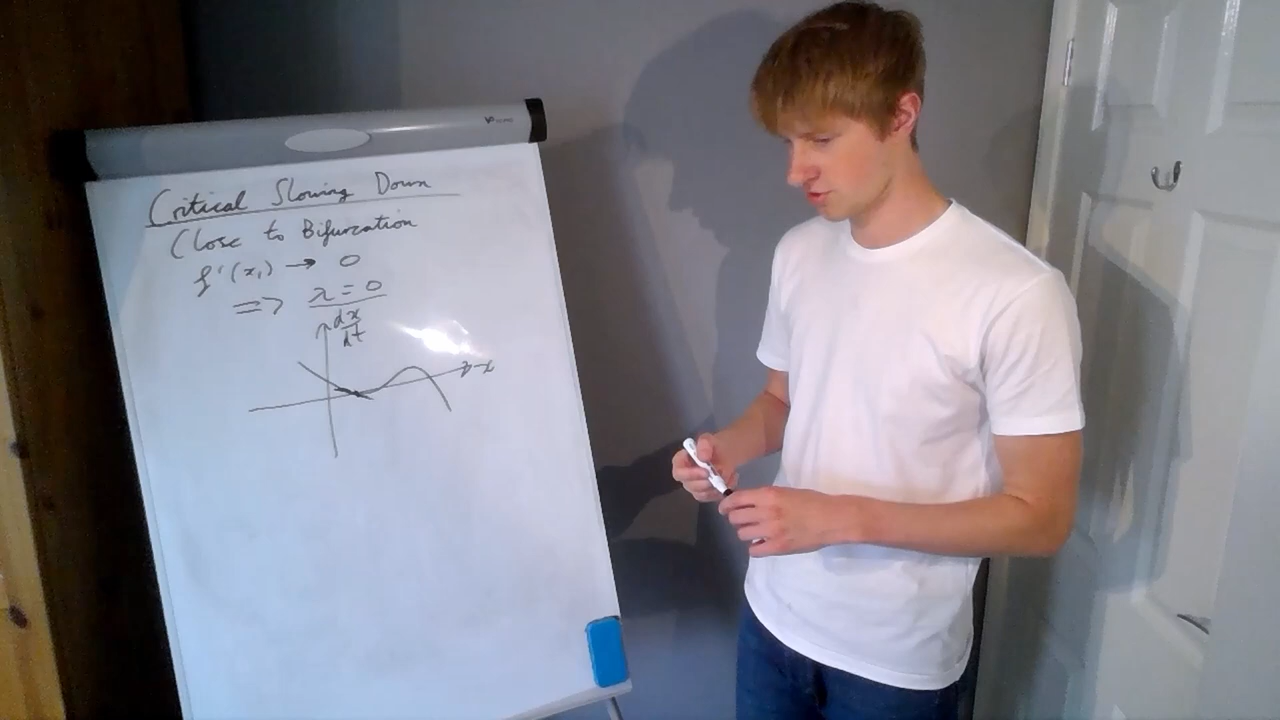 Critical Slowing Down
Close to Bifurcation
f'(x₁) → 0
=> λ = 0
dx
dt
x